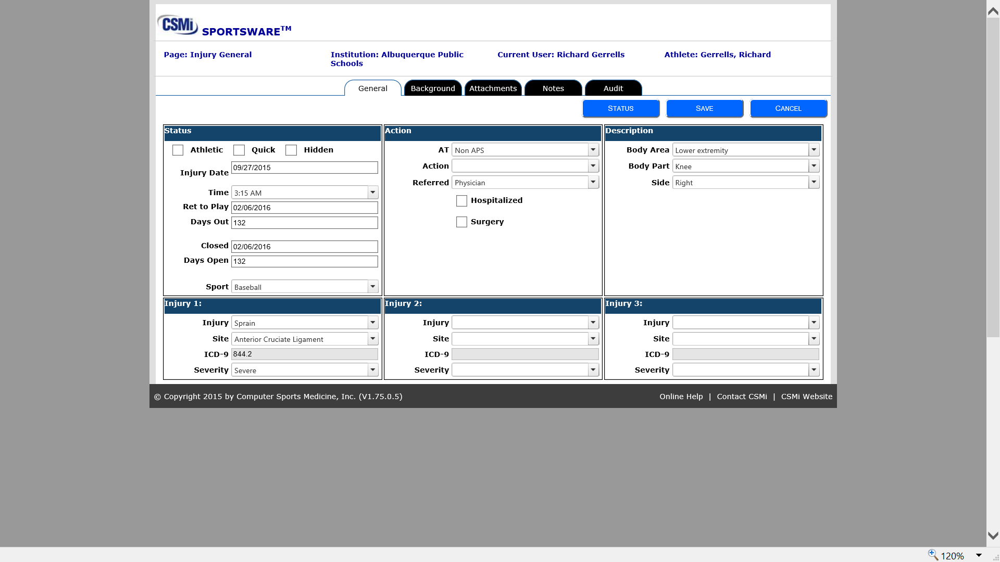 CSMi SPORTSWARE™
Page: Injury General
Institution: Albuquerque Public
Schools
Current User: Richard Gerrells
Athlete: Gerrells, Richard
General
Background
Attachments
Notes
Audit
STATUS
SAVE
CANCEL
Status
Athletic
Quick
Hidden
Injury Date 09/27/2015
Time 3:15 AM
Ret to Play 02/06/2016
Days Out 132
Closed 02/06/2016
Days Open 132
Sport Baseball
Action
AT Non APS
Action
Referred Physician
Hospitalized
Surgery
Description
Body Area Lower extremity
Body Part Knee
Side Right
Injury 1:
Injury Sprain
Site Anterior Cruciate Ligament
ICD-9 844.2
Severity Severe
Injury 2:
Injury
Site
ICD-9
Severity
Injury 3:
Injury
Site
ICD-9
Severity
© Copyright 2015 by Computer Sports Medicine, Inc. (V1.75.0.5)
Online Help | Contact CSMi | CSMi Website
120%